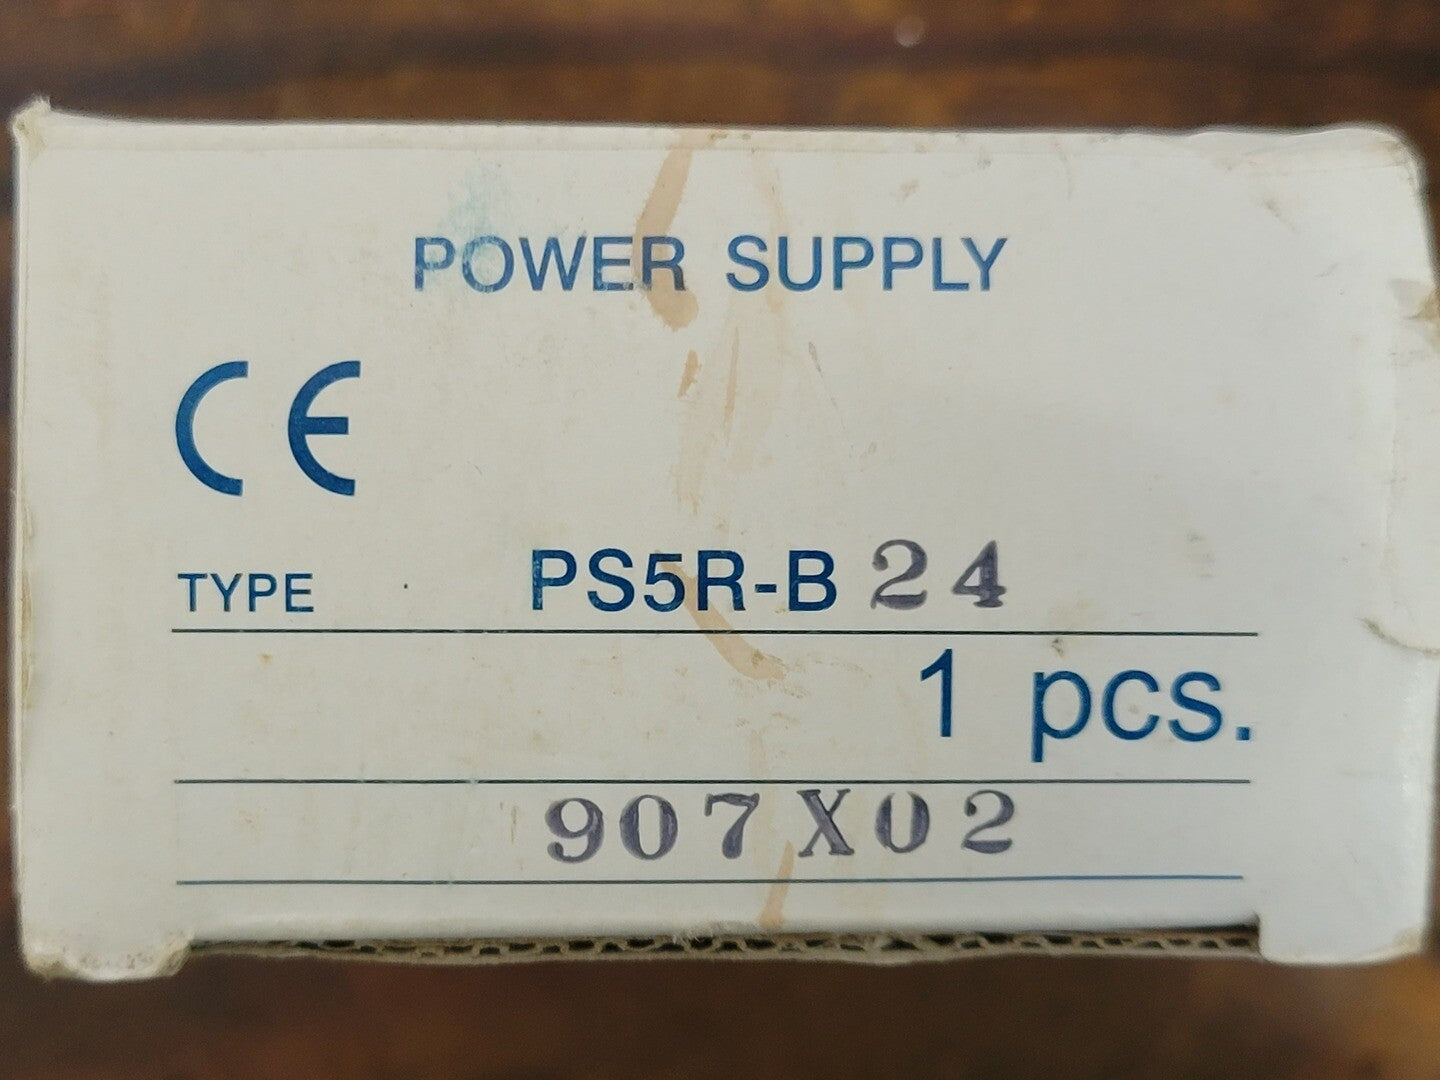 POWER SUPPLY
CE
TYPE PS5R-B 24
1 pcs.
907X02